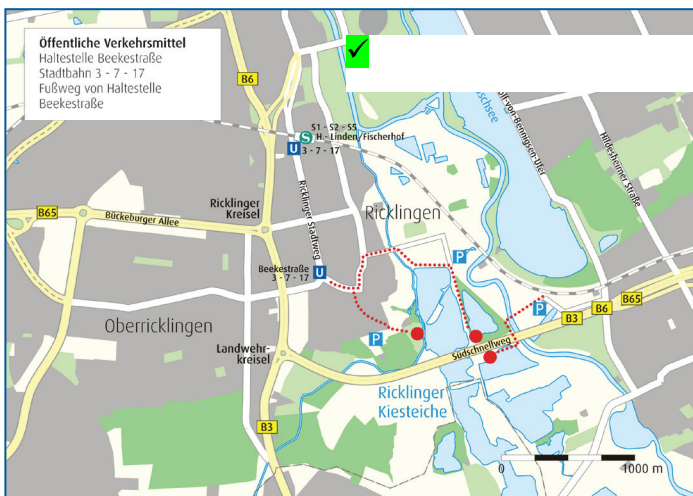 Öffentliche Verkehrsmittel
Haltestelle Beekestraße
Stadtbahn 3 - 7 - 17
Fußweg von Haltestelle
Beekestraße
✓
B6
S1 - S2 - S5
S
H.- Linden/Fischerhof
U
3 - 7 - 17
Hildesheimer Straße
Ricklinger
Kreisel
Ricklinger Stadtweg
Ricklingen
B65
Bückeburger Allee
P
Beekestraße
3 - 7 - 17
U
B65
B6
B3
P
Oberricklingen
P
Landwehr-
kreisel
Südschnellweg
Ricklinger
Kiesteiche
B3
0
1000 m